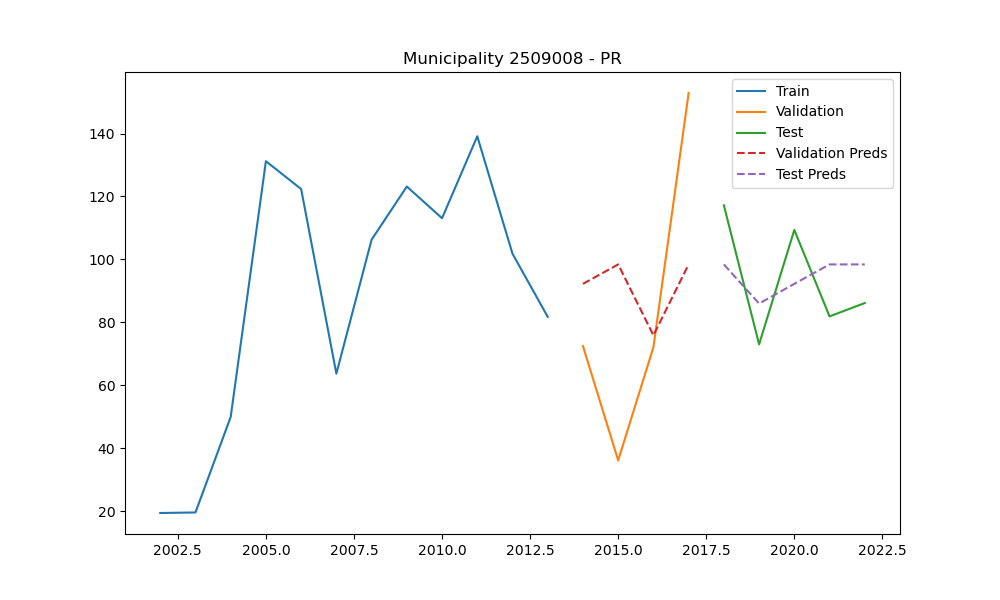 Municipality 2509008 - PR
Train
Validation
Test
Validation Preds
Test Preds
140
120
100
80
60
40
20
2002.5 2005.0 2007.5 2010.0 2012.5 2015.0 2017.5 2020.0 2022.5